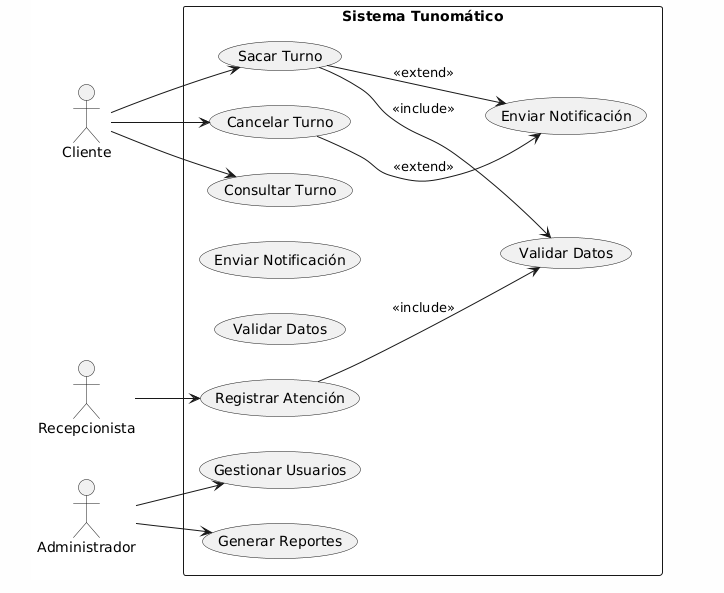 Sistema Tunomático
Sacar Turno
«extend»
«include»
Enviar Notificación
Cancelar Turno
Cliente
«extend»
Consultar Turno
Enviar Notificación
Validar Datos
«include»
Validar Datos
Registrar Atención
Recepcionista
Gestionar Usuarios
Generar Reportes
Administrador